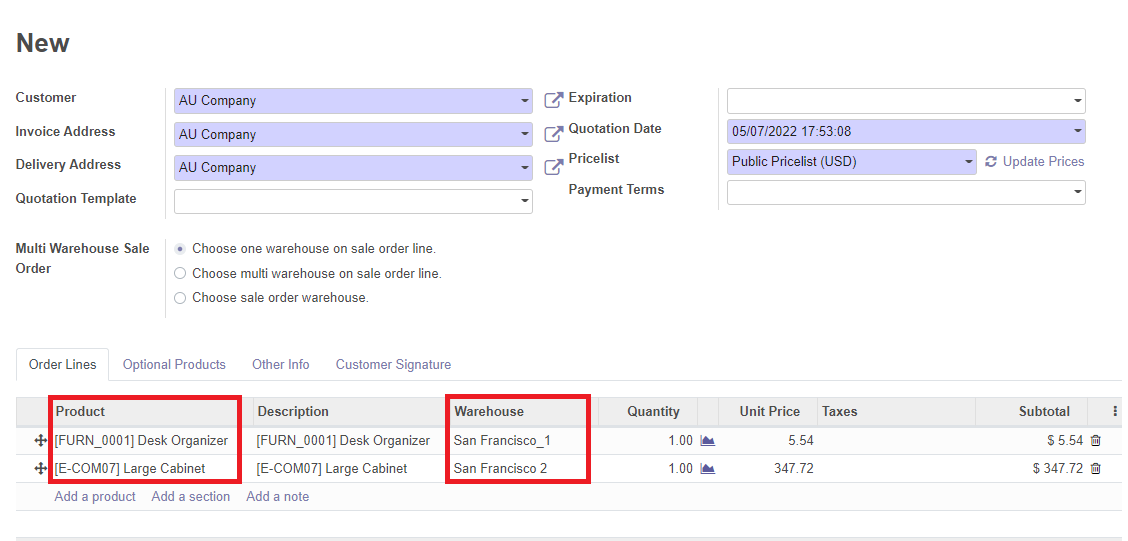 New
Customer AU Company Expiration
Invoice Address AU Company Quotation Date 05/07/2022 17:53:08
Delivery Address AU Company Pricelist Public Pricelist (USD) Update Prices
Quotation Template Payment Terms
Multi Warehouse Sale Order
Choose one warehouse on sale order line.
Choose multi warehouse on sale order line.
Choose sale order warehouse.
Order Lines Optional Products Other Info Customer Signature
Product Description Warehouse Quantity Unit Price Taxes Subtotal
[FURN_0001] Desk Organizer [FURN_0001] Desk Organizer San Francisco_1 1.00 5.54 $ 5.54
[E-COM07] Large Cabinet [E-COM07] Large Cabinet San Francisco 2 1.00 347.72 $ 347.72
Add a product Add a section Add a note